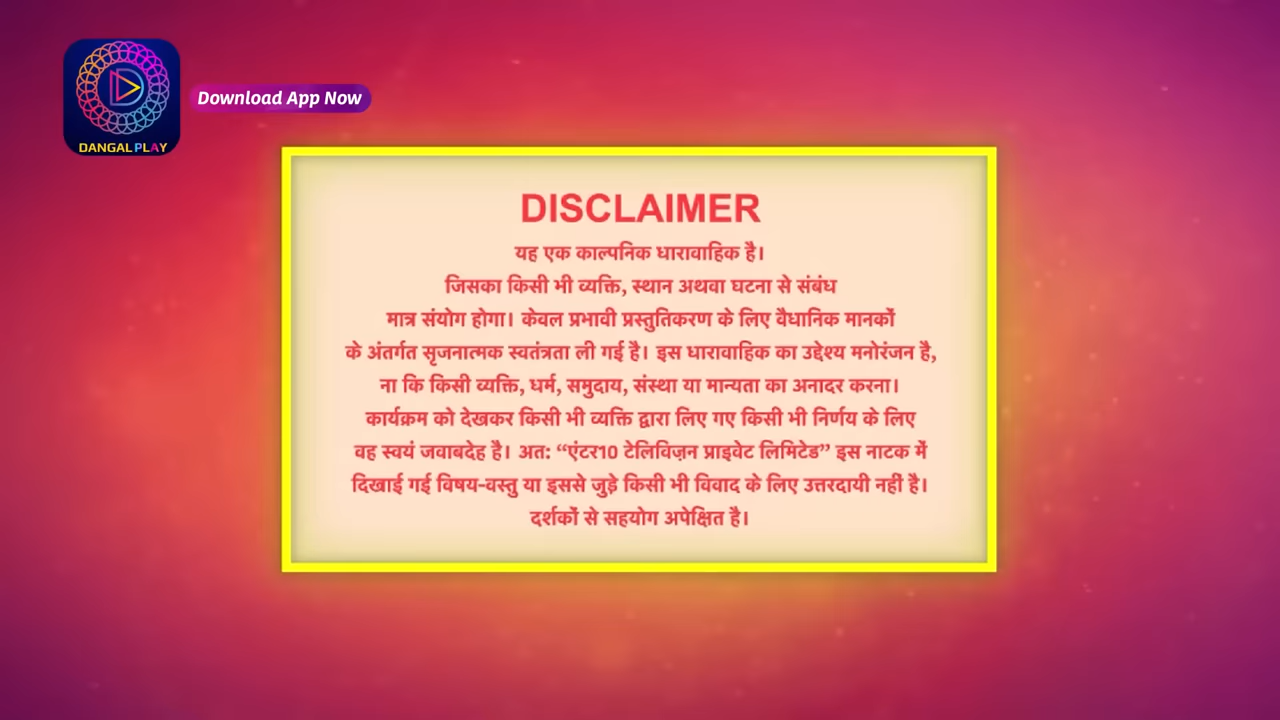 DANGAL PLAY
Download App Now
DISCLAIMER
यह एक काल्पनिक धारावाहिक है।
जिसका किसी भी व्यक्ति, स्थान अथवा घटना से संबंध
मात्र संयोग होगा। केवल प्रभावी प्रस्तुतिकरण के लिए वैधानिक मानकों
के अंतर्गत सृजनात्मक स्वतंत्रता ली गई है। इस धारावाहिक का उद्देश्य मनोरंजन है,
ना कि किसी व्यक्ति, धर्म, समुदाय, संस्था या मान्यता का अनादर करना।
कार्यक्रम को देखकर किसी भी व्यक्ति द्वारा लिए गए किसी भी निर्णय के लिए
वह स्वयं जवाबदेह है। अत: “एंटर10 टेलिविज़न प्राइवेट लिमिटेड” इस नाटक में
दिखाई गई विषय-वस्तु या इससे जुड़े किसी भी विवाद के लिए उत्तरदायी नहीं है।
दर्शकों से सहयोग अपेक्षित है।